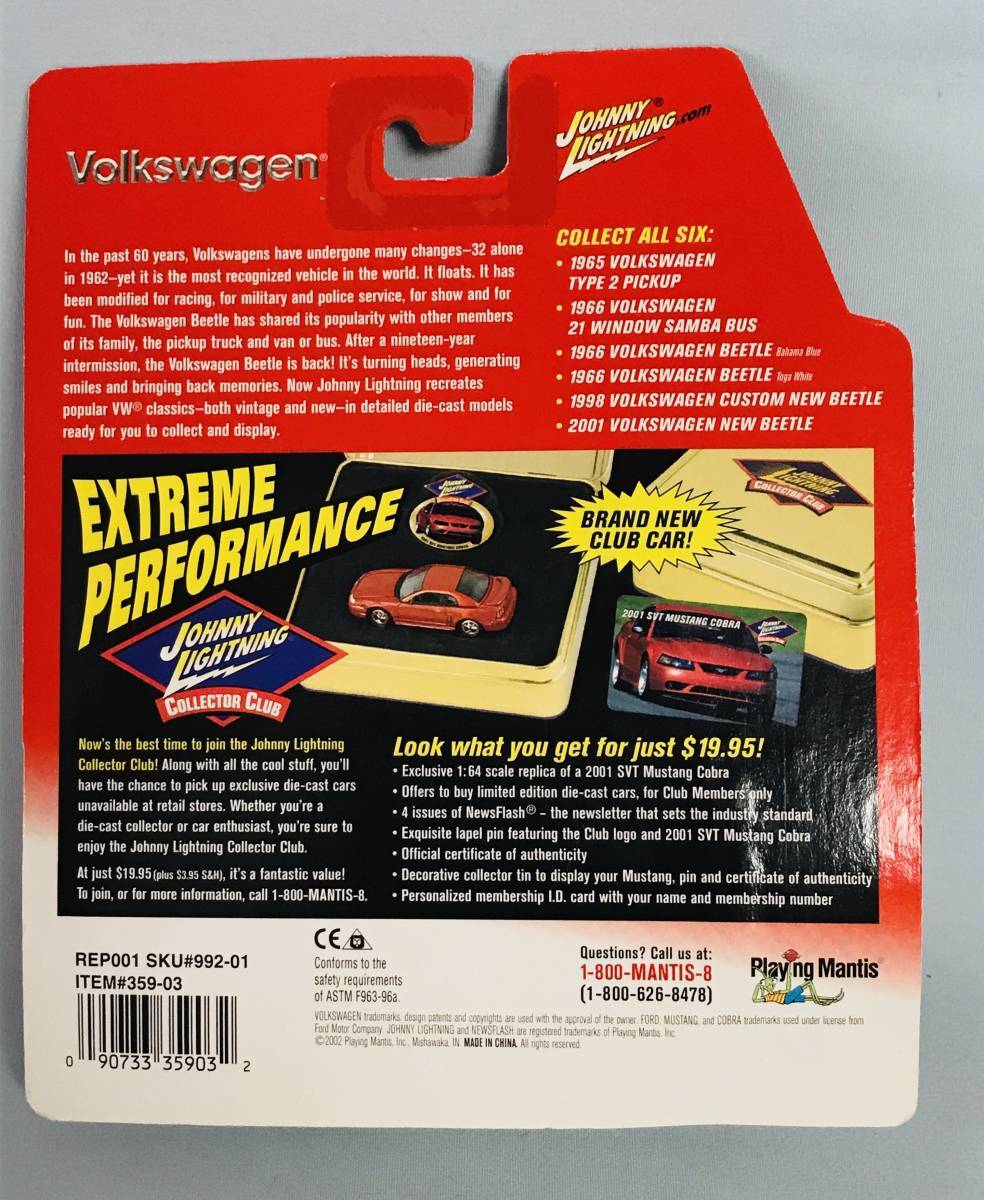 Volkswagen®
JOHNNY ® LIGHTNING.com
In the past 60 years, Volkswagens have undergone many changes–32 alone
in 1962–yet it is the most recognized vehicle in the world. It floats. It has
been modified for racing, for military and police service, for show and for
fun. The Volkswagen Beetle has shared its popularity with other members
of its family, the pickup truck and van or bus. After a nineteen-year
intermission, the Volkswagen Beetle is back! It's turning heads, generating
smiles and bringing back memories. Now Johnny Lightning recreates
popular VW® classics–both vintage and new–in detailed die-cast models
ready for you to collect and display.
COLLECT ALL SIX:
• 1965 VOLKSWAGEN
TYPE 2 PICKUP
• 1966 VOLKSWAGEN
21 WINDOW SAMBA BUS
• 1966 VOLKSWAGEN BEETLE Bahama Blue
• 1966 VOLKSWAGEN BEETLE Toga White
• 1998 VOLKSWAGEN CUSTOM NEW BEETLE
• 2001 VOLKSWAGEN NEW BEETLE
EXTREME
PERFORMANCE
JOHNNY
LIGHTNING
COLLECTOR CLUB
BRAND NEW
CLUB CAR!
JOHNNY
LIGHTNING
COLLECTOR CLUB
2001 SVT MUSTANG COBRA
Now's the best time to join the Johnny Lightning
Collector Club! Along with all the cool stuff, you'll
have the chance to pick up exclusive die-cast cars
unavailable at retail stores. Whether you're a
die-cast collector or car enthusiast, you're sure to
enjoy the Johnny Lightning Collector Club.
At just $19.95 (plus $3.95 S&H), it's a fantastic value!
To join, or for more information, call 1-800-MANTIS-8.
Look what you get for just $19.95!
• Exclusive 1:64 scale replica of a 2001 SVT Mustang Cobra
• Offers to buy limited edition die-cast cars, for Club Members only
• 4 issues of NewsFlash® – the newsletter that sets the industry standard
• Exquisite lapel pin featuring the Club logo and 2001 SVT Mustang Cobra
• Official certificate of authenticity
• Decorative collector tin to display your Mustang, pin and certificate of authenticity
• Personalized membership I.D. card with your name and membership number
REP001 SKU#992-01
ITEM#359-03
0 90733 35903 2
CE
Conforms to the
safety requirements
of ASTM F963-96a.
Questions? Call us at:
1-800-MANTIS-8
(1-800-626-8478)
Playing Mantis®
VOLKSWAGEN trademarks, design patents and copyrights are used with the approval of the owner. FORD, MUSTANG, and COBRA trademarks used under license from
Ford Motor Company. JOHNNY LIGHTNING and NEWSFLASH are registered trademarks of Playing Mantis, Inc.
©2002 Playing Mantis, Inc., Mishawaka, IN. MADE IN CHINA. All rights reserved.